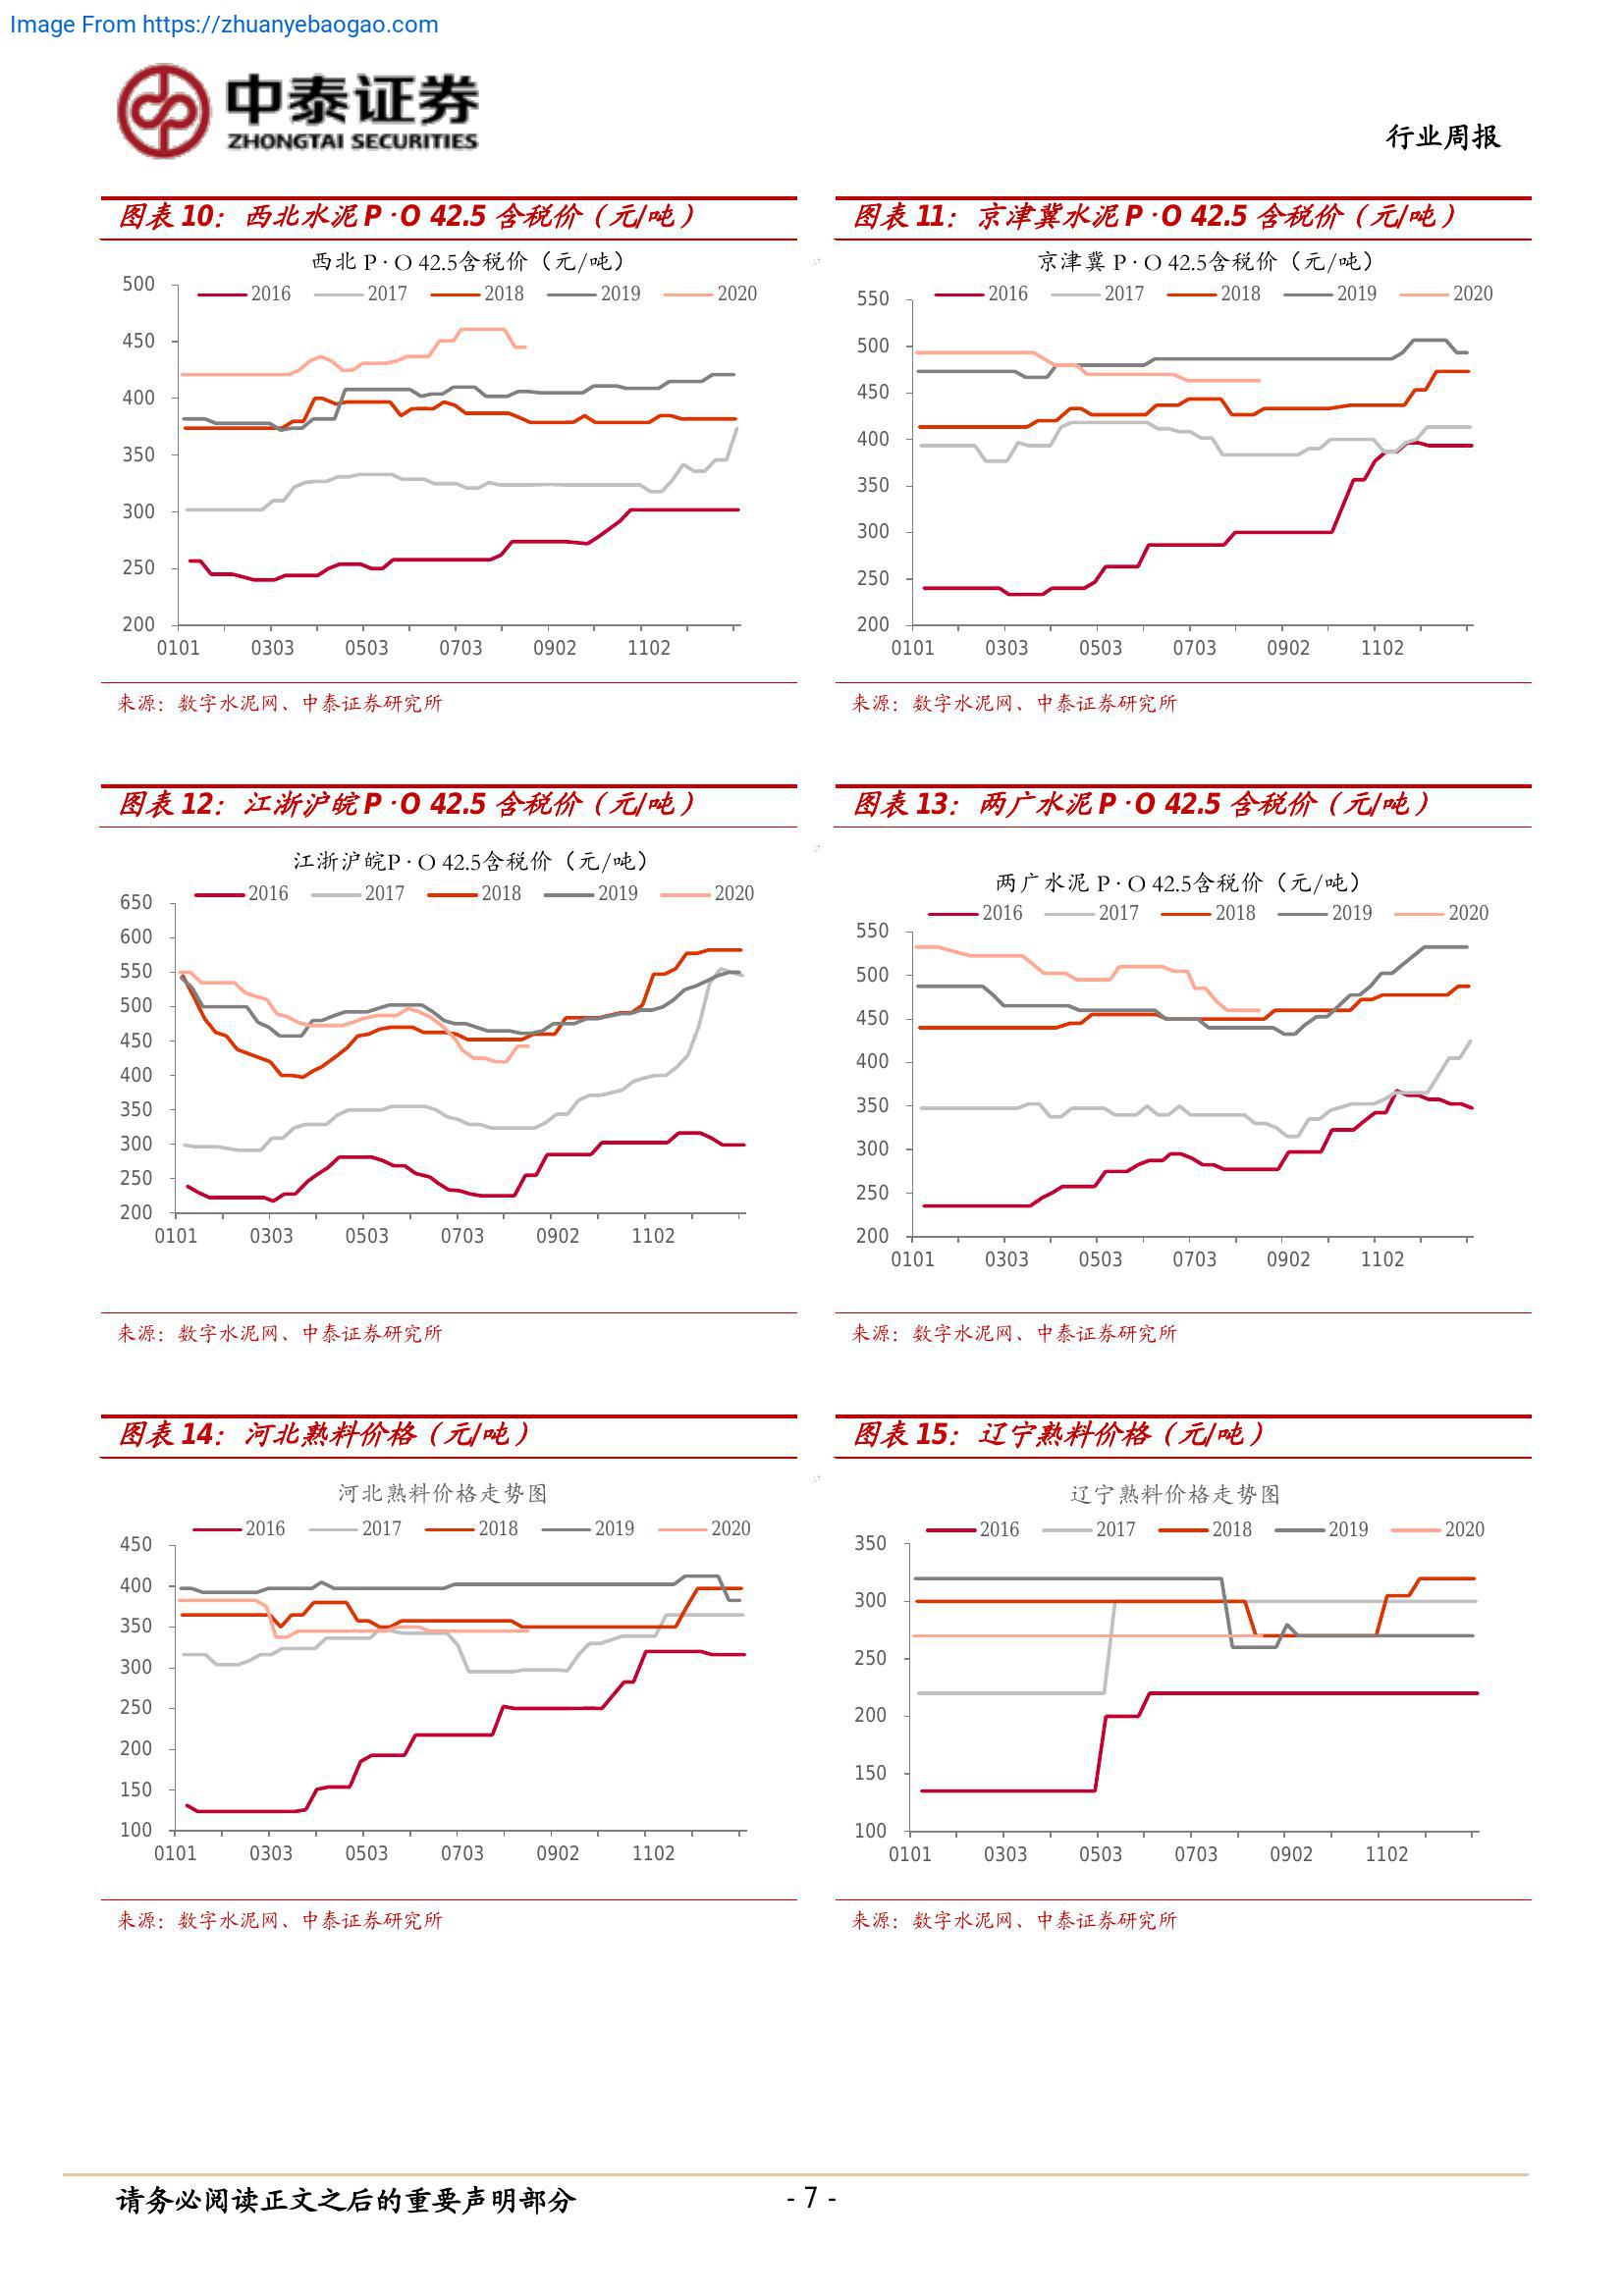 Image From https://zhuanyebaogao.com
中泰证券
ZHONGTAI SECURITIES
行业周报
图表 10：西北水泥 P·O 42.5 含税价（元/吨）
西北 P·O 42.5含税价（元/吨）
2016 2017 2018 2019 2020
500
450
400
350
300
250
200
0101 0303 0503 0703 0902 1102
来源：数字水泥网、中泰证券研究所
图表 11：京津冀水泥 P·O 42.5 含税价（元/吨）
京津冀 P·O 42.5含税价（元/吨）
2016 2017 2018 2019 2020
550
500
450
400
350
300
250
200
0101 0303 0503 0703 0902 1102
来源：数字水泥网、中泰证券研究所
图表 12：江浙沪皖 P·O 42.5 含税价（元/吨）
江浙沪皖P·O 42.5含税价（元/吨）
2016 2017 2018 2019 2020
650
600
550
500
450
400
350
300
250
200
0101 0303 0503 0703 0902 1102
来源：数字水泥网、中泰证券研究所
图表 13：两广水泥 P·O 42.5 含税价（元/吨）
两广水泥 P·O 42.5含税价（元/吨）
2016 2017 2018 2019 2020
550
500
450
400
350
300
250
200
0101 0303 0503 0703 0902 1102
来源：数字水泥网、中泰证券研究所
图表 14：河北熟料价格（元/吨）
河北熟料价格走势图
2016 2017 2018 2019 2020
450
400
350
300
250
200
150
100
0101 0303 0503 0703 0902 1102
来源：数字水泥网、中泰证券研究所
图表 15：辽宁熟料价格（元/吨）
辽宁熟料价格走势图
2016 2017 2018 2019 2020
350
300
250
200
150
100
0101 0303 0503 0703 0902 1102
来源：数字水泥网、中泰证券研究所
请务必阅读正文之后的重要声明部分
- 7 -